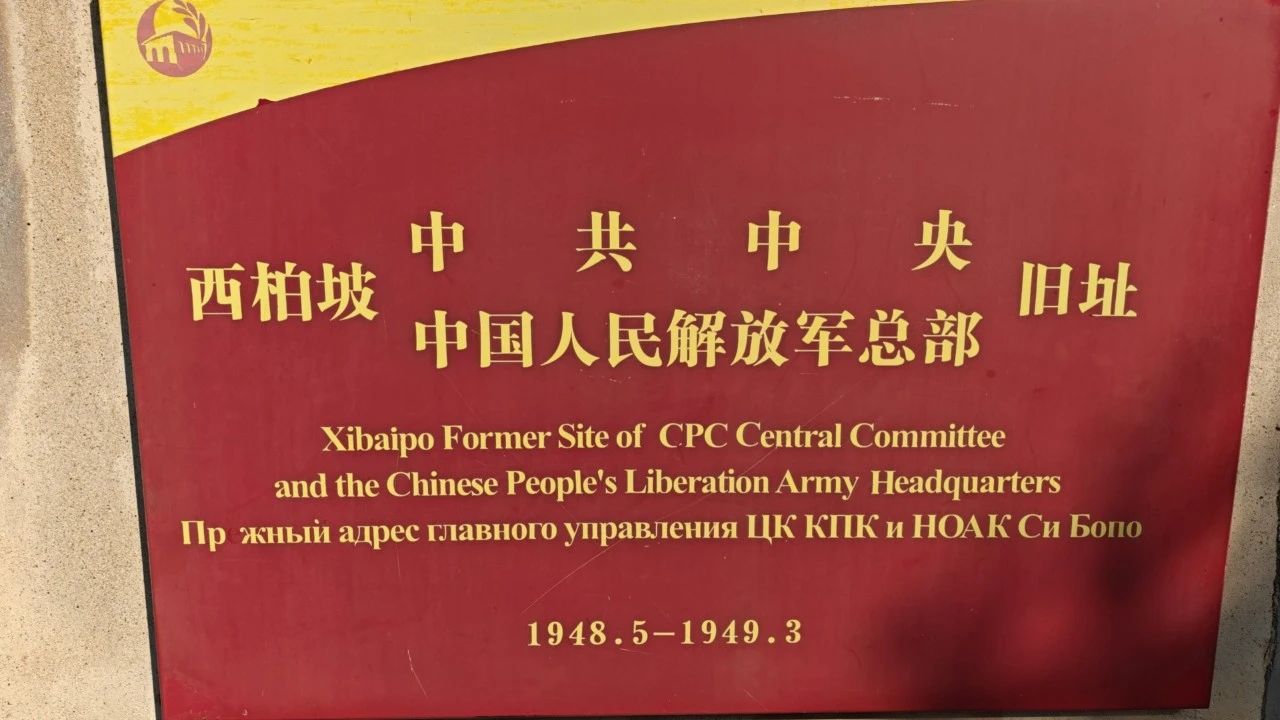 西柏坡 中共中央 旧址
中国人民解放军总部
Xibaipo Former Site of CPC Central Committee
and the Chinese People's Liberation Army Headquarters
Прежный адрес главного управления ЦК КПК и НОАК Си Бопо
1948.5—1949.3